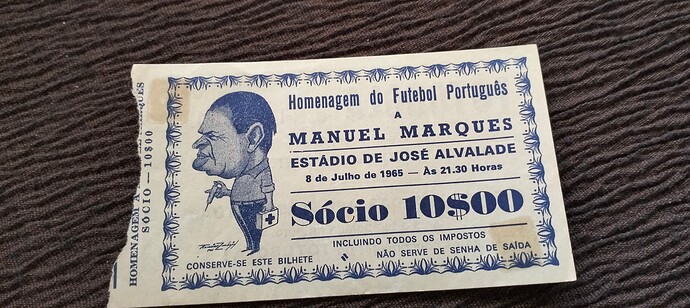 HOMENAGEM A
SÓCIO — 10$00
Homenagem do Futebol Português
A
MANUEL MARQUES
ESTÁDIO DE JOSÉ ALVALADE
8 de Julho de 1965 — Às 21.30 Horas
Sócio 10$00
INCLUINDO TODOS OS IMPOSTOS
CONSERVE-SE ESTE BILHETE
NÃO SERVE DE SENHA DE SAÍDA